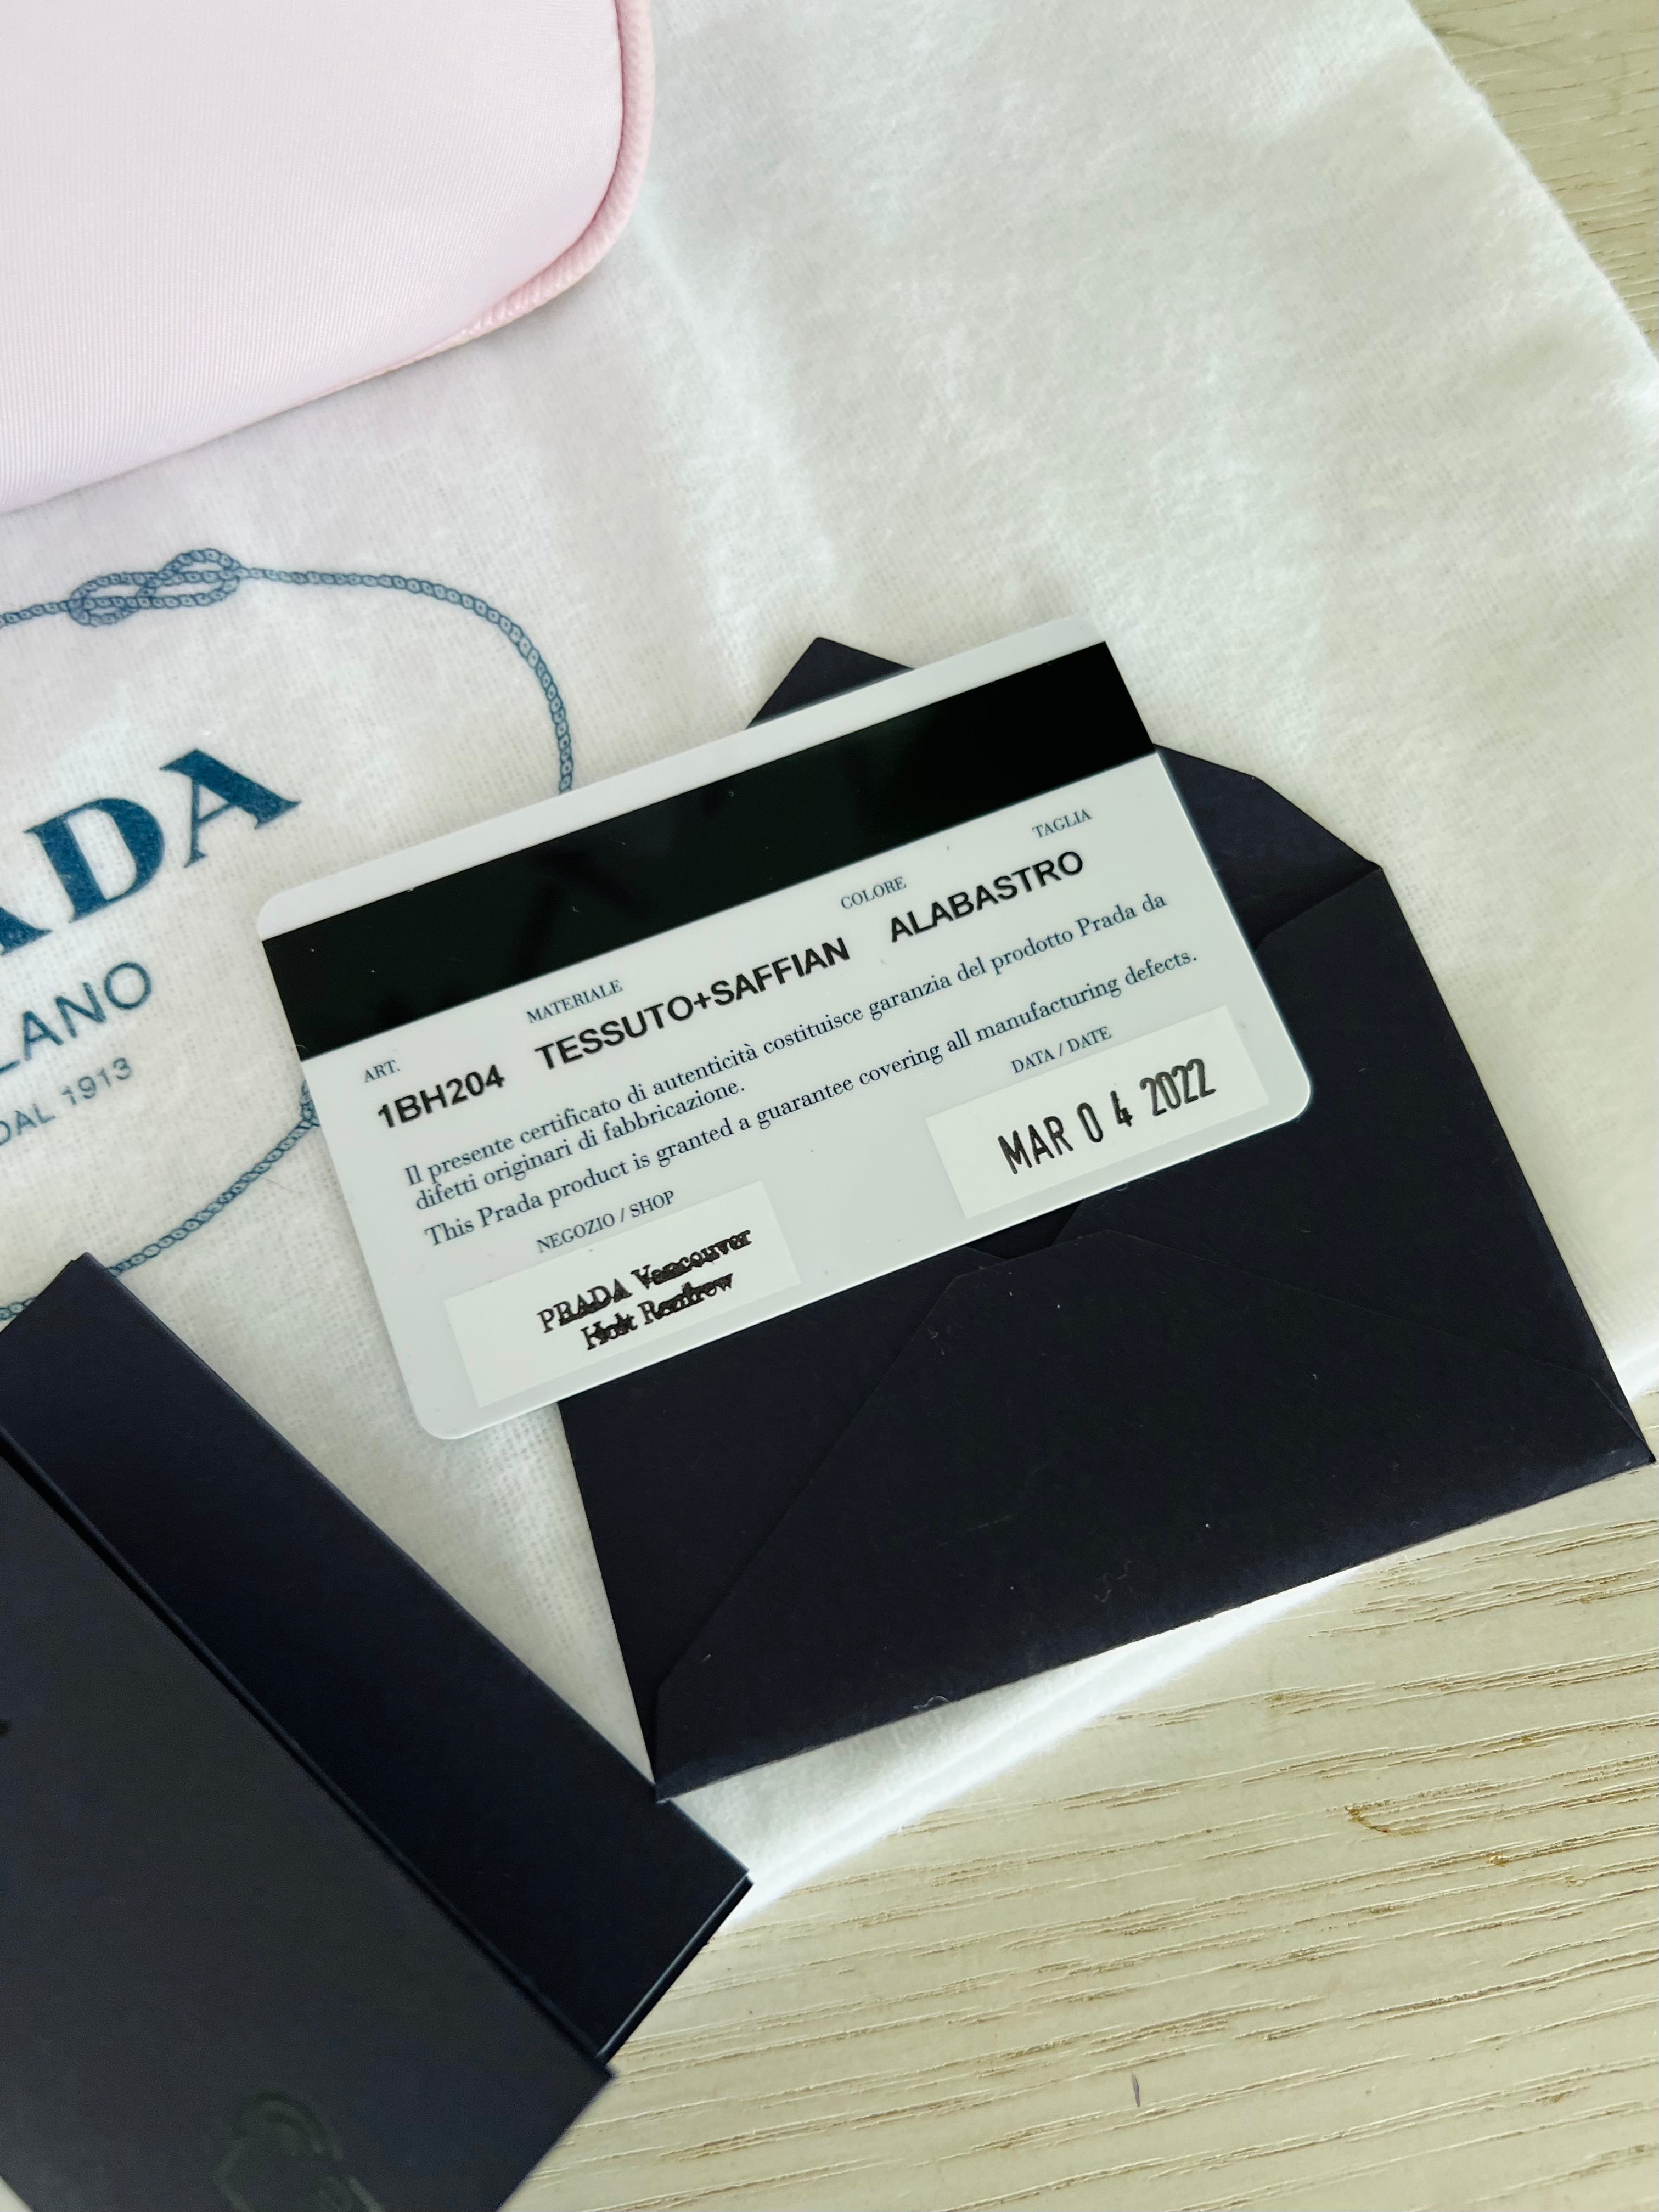 ADA
LANO
DAL 1913
ART.
MATERIALE
COLORE
TAGLIA
1BH204 TESSUTO+SAFFIAN ALABASTRO
Il presente certificato di autenticità costituisce garanzia del prodotto Prada da
difetti originari di fabbricazione.
This Prada product is granted a guarantee covering all manufacturing defects.
NEGOZIO / SHOP
DATA / DATE
PRADA Vancouver
Holt Renfrew
MAR 0 4 2022